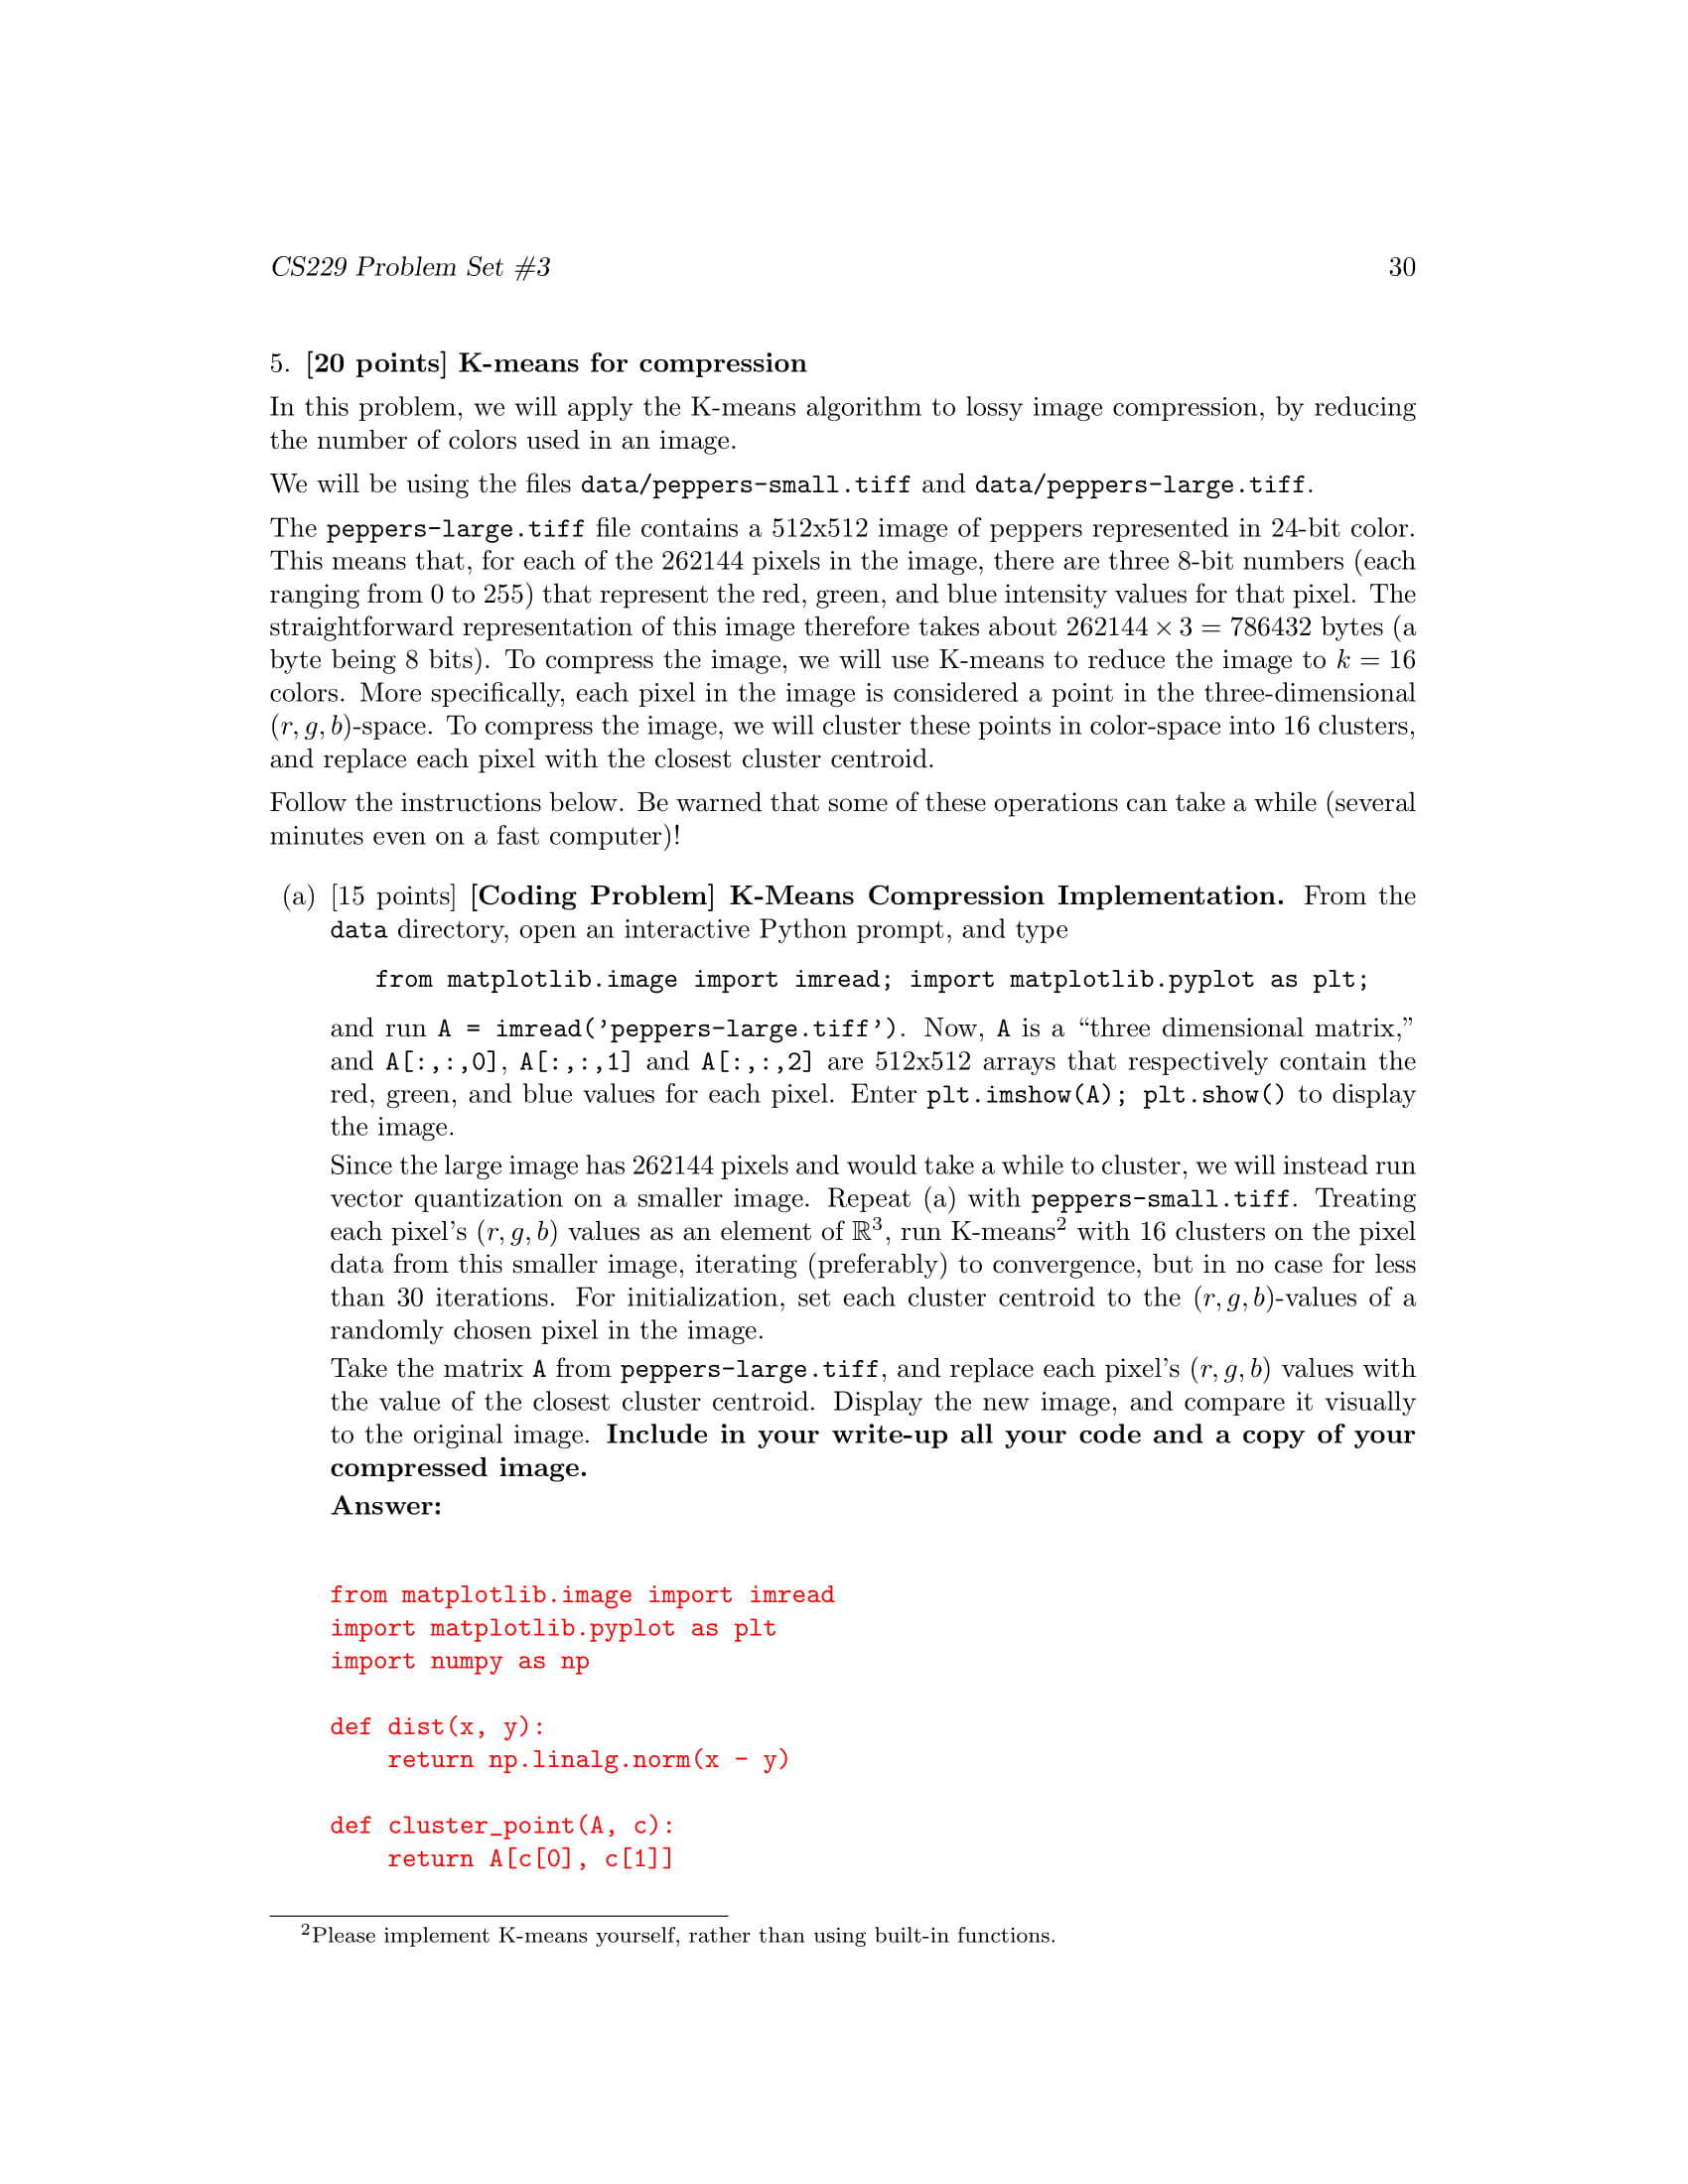 CS229 Problem Set #3 30
5. [20 points] K-means for compression
In this problem, we will apply the K-means algorithm to lossy image compression, by reducing
the number of colors used in an image.
We will be using the files data/peppers-small.tiff and data/peppers-large.tiff.
The peppers-large.tiff file contains a 512x512 image of peppers represented in 24-bit color.
This means that, for each of the 262144 pixels in the image, there are three 8-bit numbers (each
ranging from 0 to 255) that represent the red, green, and blue intensity values for that pixel. The
straightforward representation of this image therefore takes about 262144 × 3 = 786432 bytes (a
byte being 8 bits). To compress the image, we will use K-means to reduce the image to k = 16
colors. More specifically, each pixel in the image is considered a point in the three-dimensional
(r, g, b)-space. To compress the image, we will cluster these points in color-space into 16 clusters,
and replace each pixel with the closest cluster centroid.
Follow the instructions below. Be warned that some of these operations can take a while (several
minutes even on a fast computer)!
(a) [15 points] [Coding Problem] K-Means Compression Implementation. From the
data directory, open an interactive Python prompt, and type
from matplotlib.image import imread; import matplotlib.pyplot as plt;
and run A = imread('peppers-large.tiff'). Now, A is a “three dimensional matrix,”
and A[:,:,0], A[:,:,1] and A[:,:,2] are 512x512 arrays that respectively contain the
red, green, and blue values for each pixel. Enter plt.imshow(A); plt.show() to display
the image.
Since the large image has 262144 pixels and would take a while to cluster, we will instead run
vector quantization on a smaller image. Repeat (a) with peppers-small.tiff. Treating
each pixel’s (r, g, b) values as an element of ℝ³, run K-means² with 16 clusters on the pixel
data from this smaller image, iterating (preferably) to convergence, but in no case for less
than 30 iterations. For initialization, set each cluster centroid to the (r, g, b)-values of a
randomly chosen pixel in the image.
Take the matrix A from peppers-large.tiff, and replace each pixel’s (r, g, b) values with
the value of the closest cluster centroid. Display the new image, and compare it visually
to the original image. Include in your write-up all your code and a copy of your
compressed image.
Answer:
from matplotlib.image import imread
import matplotlib.pyplot as plt
import numpy as np
def dist(x, y):
return np.linalg.norm(x - y)
def cluster_point(A, c):
return A[c[0], c[1]]
²Please implement K-means yourself, rather than using built-in functions.